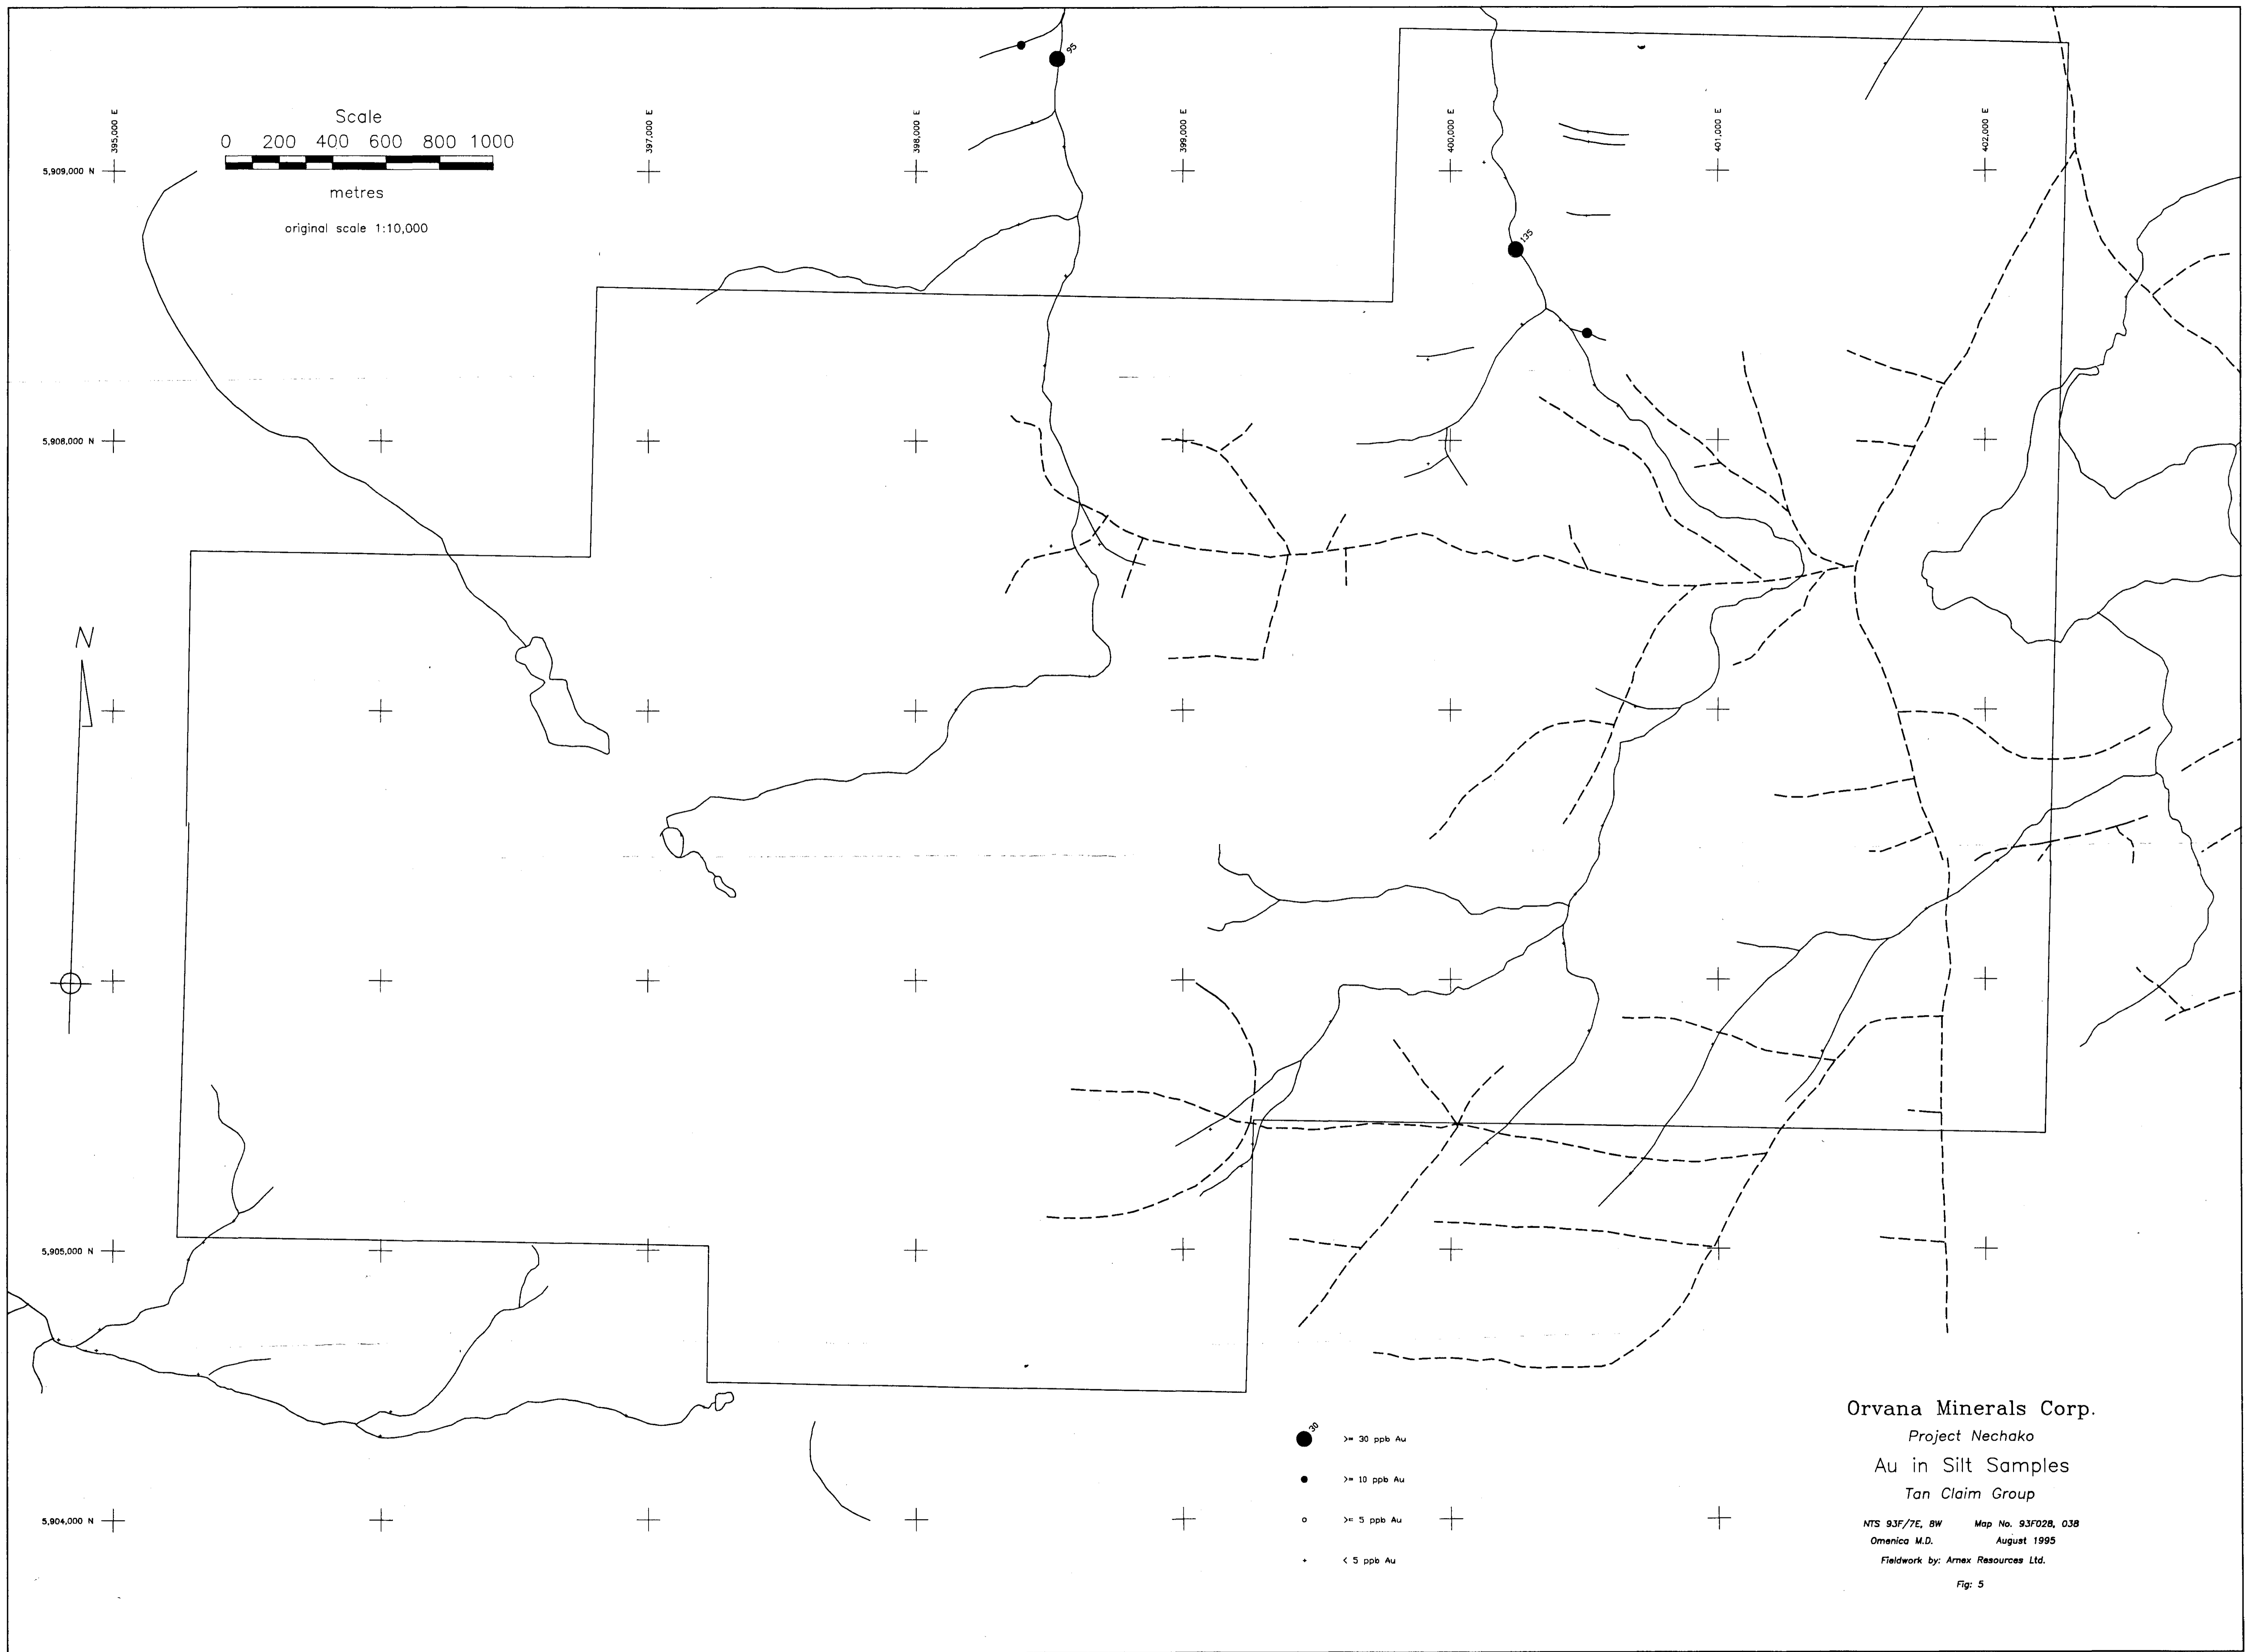 95
Scale
0 200 400 600 800 1000
metres
original scale 1:10,000
395,000 E
397,000 E
398,000 E
399,000 E
400,000 E
401,000 E
402,000 E
5,909,000 N
135
5,908,000 N
N
5,905,000 N
5,904,000 N
30
>= 30 ppb Au
>= 10 ppb Au
>= 5 ppb Au
< 5 ppb Au
Orvana Minerals Corp.
Project Nechako
Au in Silt Samples
Tan Claim Group
NTS 93F/7E, 8W Map No. 93F028, 038
Omenica M.D. August 1995
Fieldwork by: Arnex Resources Ltd.
Fig: 5